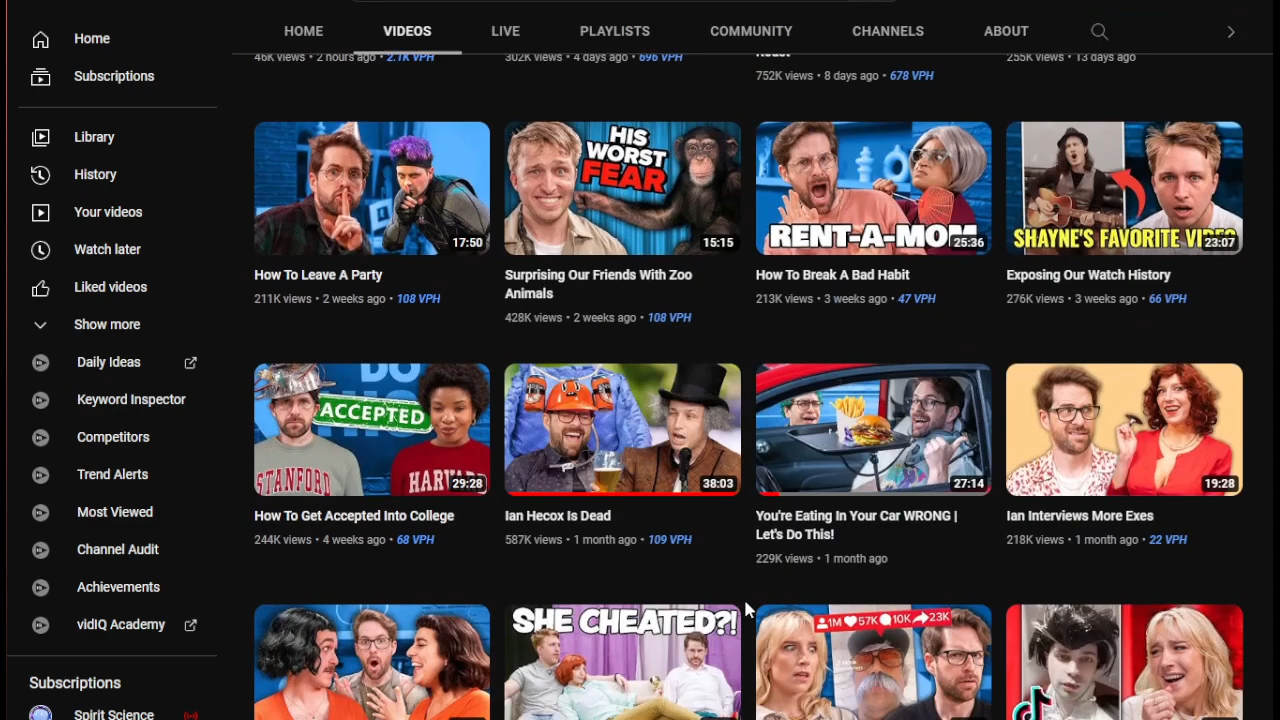 Home
Subscriptions
Library
History
Your videos
Watch later
Liked videos
Show more
Daily Ideas
Keyword Inspector
Competitors
Trend Alerts
Most Viewed
Channel Audit
Achievements
vidIQ Academy
Subscriptions
Spirit Science
HOME VIDEOS LIVE PLAYLISTS COMMUNITY CHANNELS ABOUT
46K views • 2 hours ago • 2.1K VPH
302K views • 4 days ago • 696 VPH
Roast
752K views • 8 days ago • 678 VPH
255K views • 13 days ago
17:50
How To Leave A Party
211K views • 2 weeks ago • 108 VPH
HIS
WORST
FEAR
15:15
Surprising Our Friends With Zoo
Animals
428K views • 2 weeks ago • 108 VPH
RENT-A-MOM
25:36
How To Break A Bad Habit
213K views • 3 weeks ago • 47 VPH
SHAYNE'S FAVORITE VIDEO
23:07
Exposing Our Watch History
276K views • 3 weeks ago • 66 VPH
DO
ACCEPTED
STANFORD
HARVARD
29:28
How To Get Accepted Into College
244K views • 4 weeks ago • 68 VPH
38:03
Ian Hecox Is Dead
587K views • 1 month ago • 109 VPH
27:14
You're Eating In Your Car WRONG |
Let's Do This!
229K views • 1 month ago
19:28
Ian Interviews More Exes
218K views • 1 month ago • 22 VPH
SHE CHEATED?!
1M 57K 10K 23K